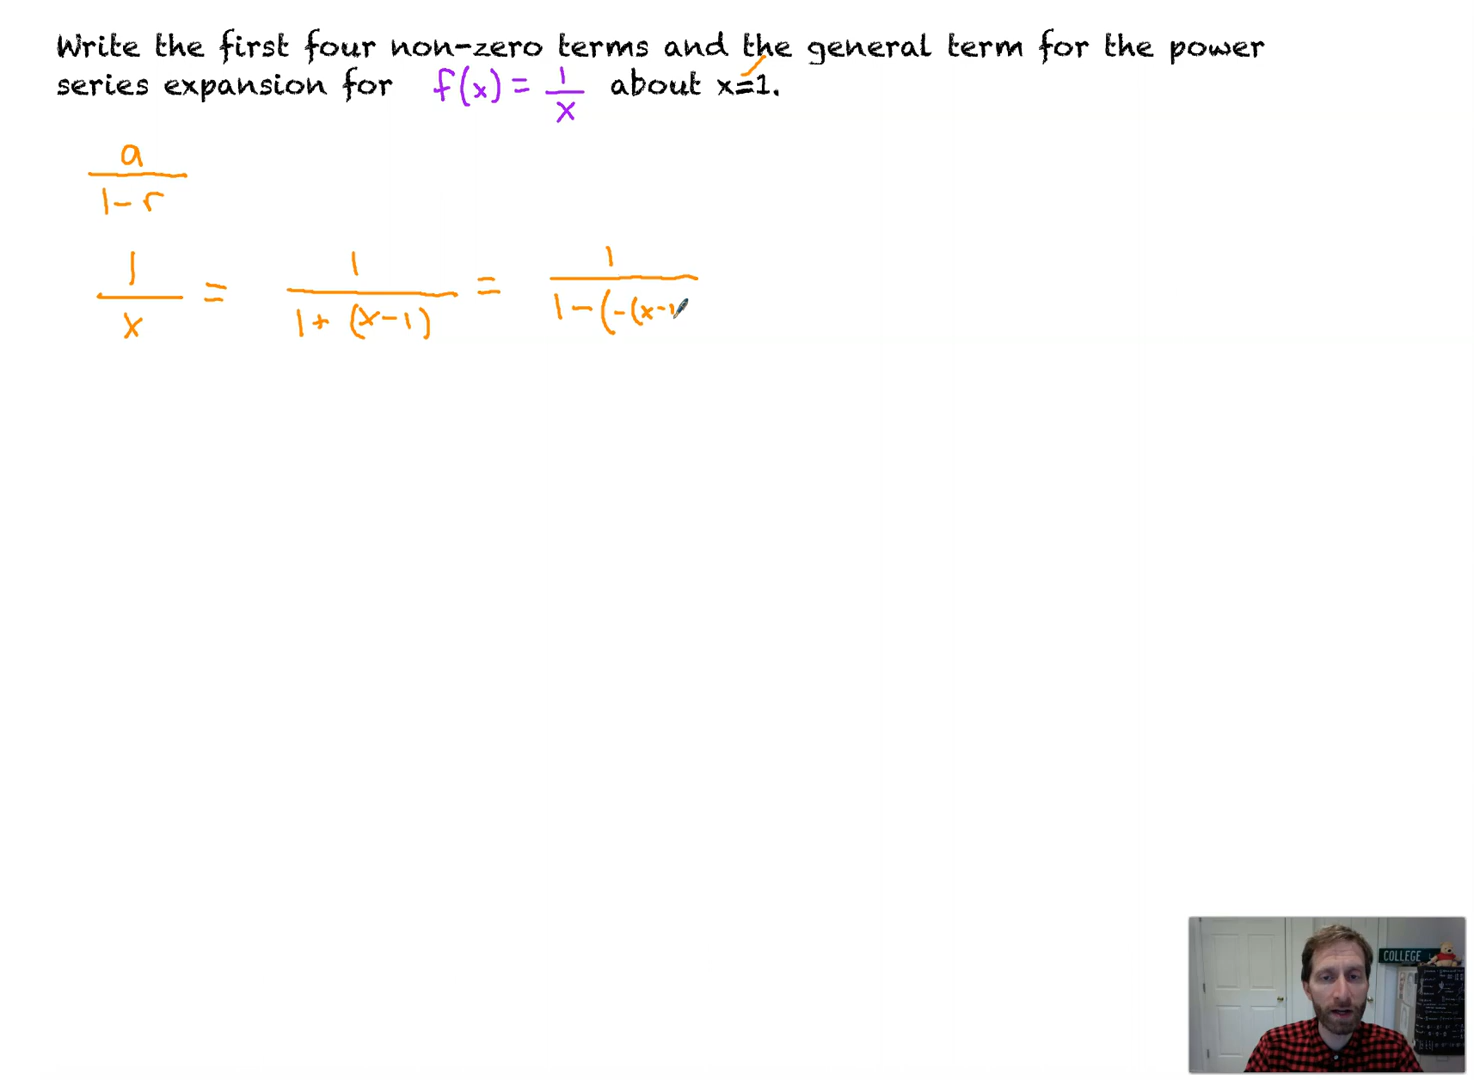 Write the first four non-zero terms and the general term for the power
series expansion for f(x) = 1/x about x=1.
a/(1-r)
1/x = 1/(1+(x-1)) = 1/(1-(-(x-1
COLLEGE